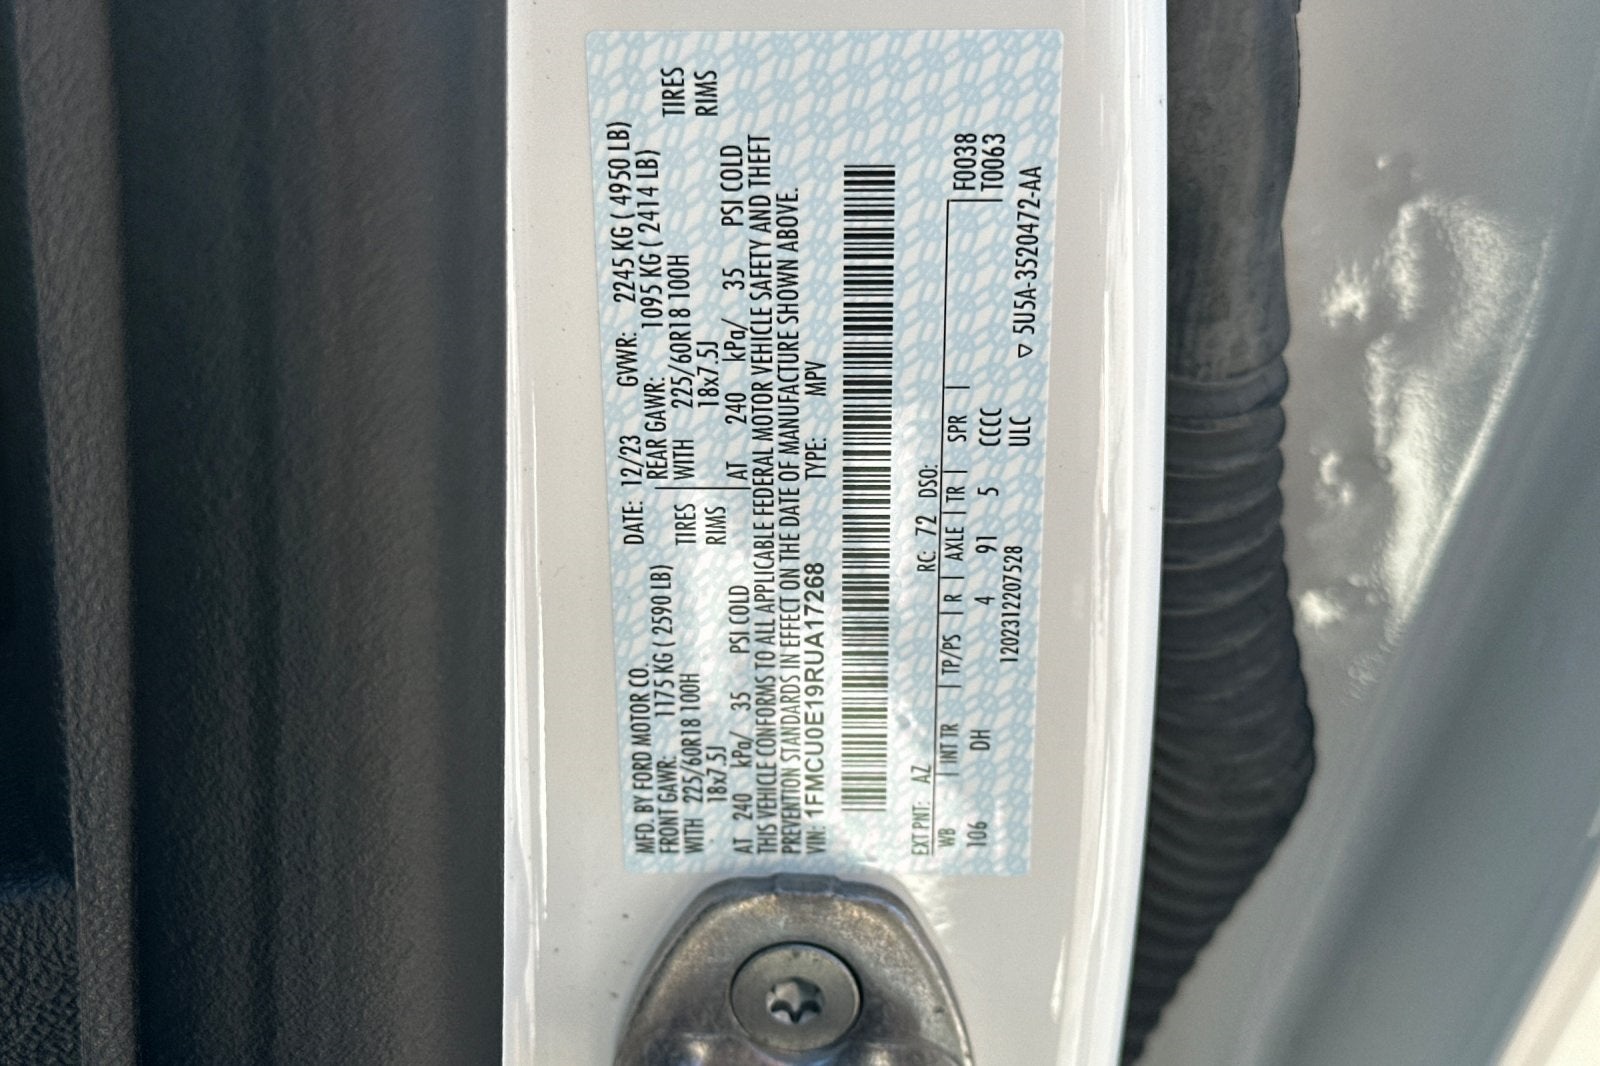 MFD. BY FORD MOTOR CO.
DATE: 12/23 GVWR: 2245 KG ( 4950 LB)
FRONT GAWR: 1175 KG ( 2590 LB) REAR GAWR: 1095 KG ( 2414 LB)
WITH 225/60R18 100H TIRES WITH 225/60R18 100H TIRES
18x7.5J RIMS 18x7.5J RIMS
AT 240 kPa/ 35 PSI COLD AT 240 kPa/ 35 PSI COLD
THIS VEHICLE CONFORMS TO ALL APPLICABLE FEDERAL MOTOR VEHICLE SAFETY AND THEFT
PREVENTION STANDARDS IN EFFECT ON THE DATE OF MANUFACTURE SHOWN ABOVE.
VIN: 1FMCU0E19RUA17268 TYPE: MPV
EXT PNT: AZ RC: 72 DSO: F0038
WB INT TR TP/PS R AXLE TR SPR T0063
106 DH 4 91 5 CCCC
1202312207528 ULC ▽ 5U5A-3520472-AA